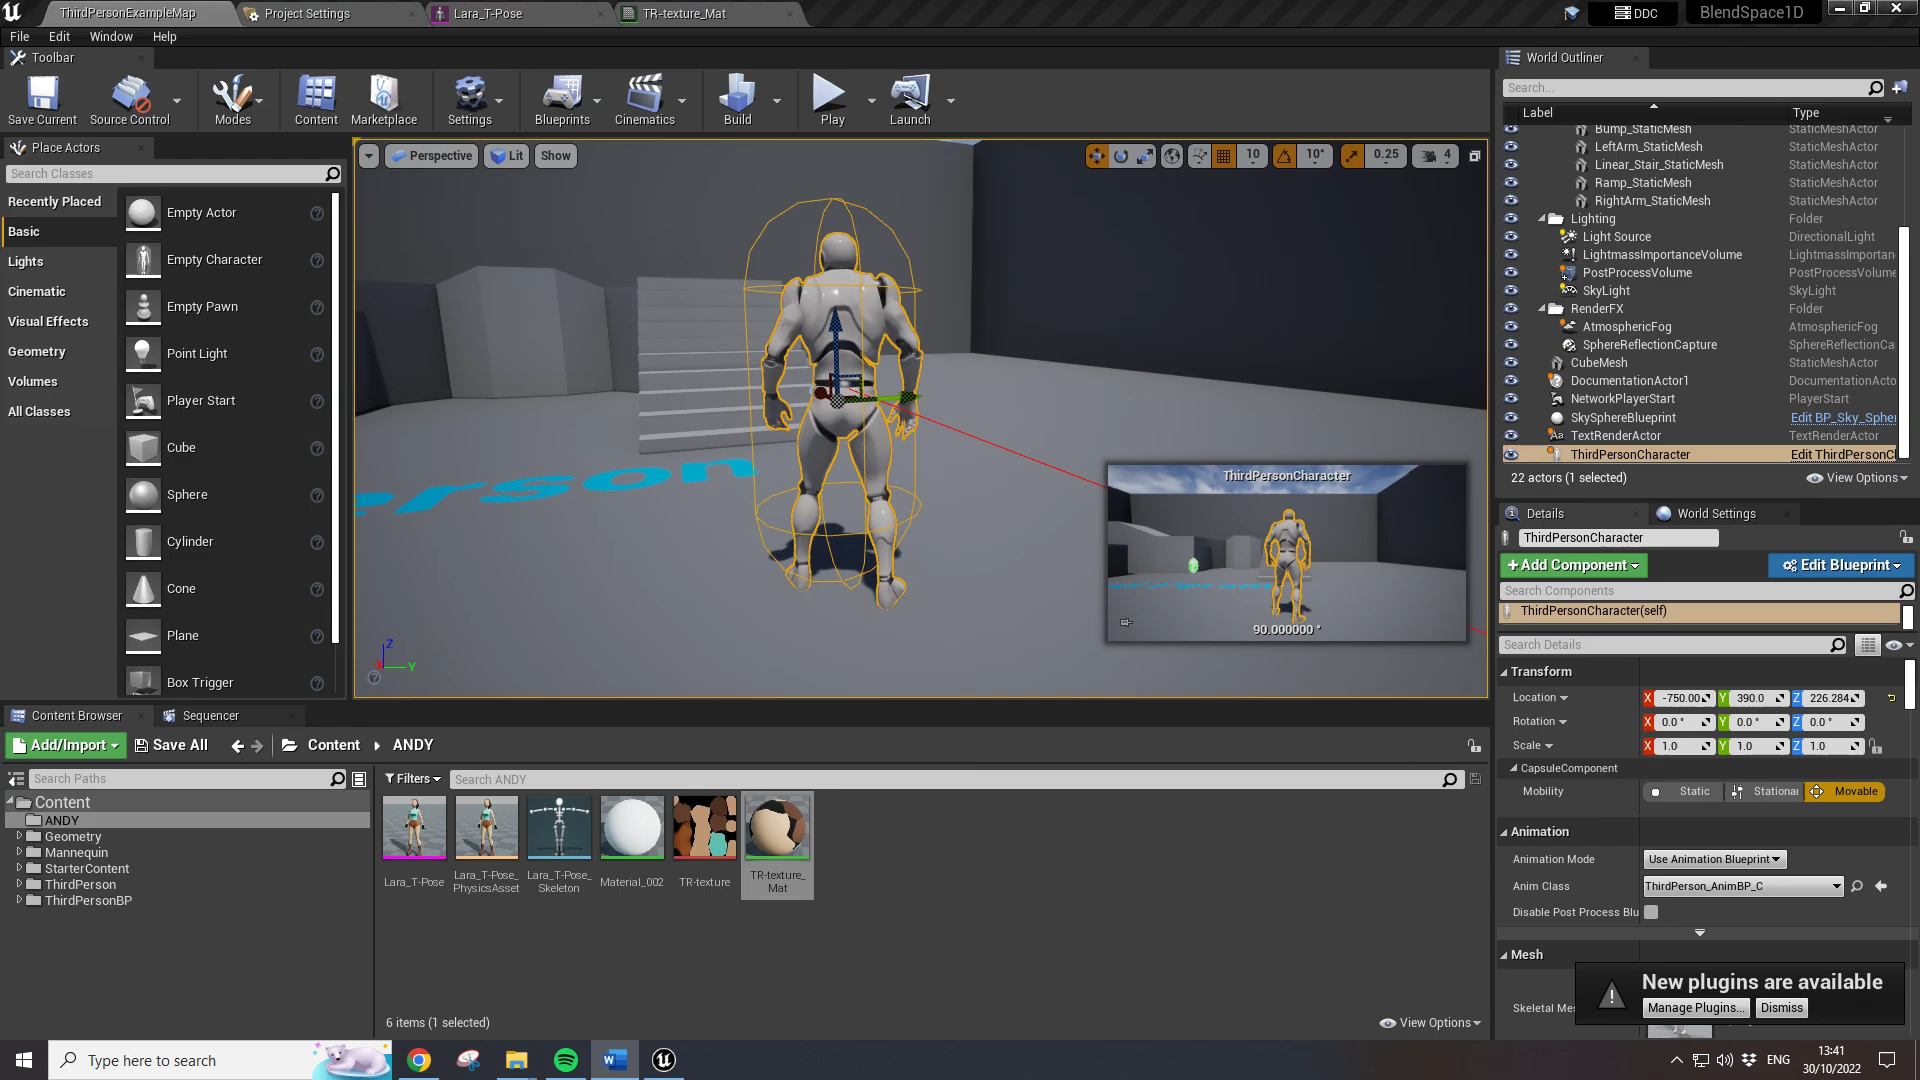 ThirdPersonExampleMap
Project Settings
Lara_T-Pose
TR-texture_Mat
DDC
BlendSpace1D
File Edit Window Help
Toolbar
Save Current
Source Control
Modes
Content
Marketplace
Settings
Blueprints
Cinematics
Build
Play
Launch
Place Actors
Search Classes
Recently Placed
Basic
Lights
Cinematic
Visual Effects
Geometry
Volumes
All Classes
Empty Actor
Empty Character
Empty Pawn
Point Light
Player Start
Cube
Sphere
Cylinder
Cone
Plane
Box Trigger
Perspective
Lit
Show
10
10°
0.25
4
erson
Z
Y
ThirdPersonCharacter
90.000000 °
World Outliner
Search...
Label Type
Bump_StaticMesh StaticMeshActor
LeftArm_StaticMesh StaticMeshActor
Linear_Stair_StaticMesh StaticMeshActor
Ramp_StaticMesh StaticMeshActor
RightArm_StaticMesh StaticMeshActor
Lighting Folder
Light Source DirectionalLight
LightmassImportanceVolume LightmassImportan
PostProcessVolume PostProcessVolume
SkyLight SkyLight
RenderFX Folder
AtmosphericFog AtmosphericFog
SphereReflectionCapture SphereReflectionCa
CubeMesh StaticMeshActor
DocumentationActor1 DocumentationActo
NetworkPlayerStart PlayerStart
SkySphereBlueprint Edit BP_Sky_Spher
TextRenderActor TextRenderActor
ThirdPersonCharacter Edit ThirdPersonCl
22 actors (1 selected)
View Options
Details
World Settings
ThirdPersonCharacter
+Add Component
Edit Blueprint
Search Components
ThirdPersonCharacter(self)
Search Details
Transform
Location X -750.00 Y 390.0 Z 226.284
Rotation X 0.0 ° Y 0.0 ° Z 0.0 °
Scale X 1.0 Y 1.0 Z 1.0
CapsuleComponent
Mobility Static Stationar Movable
Animation
Animation Mode Use Animation Blueprint
Anim Class ThirdPerson_AnimBP_C
Disable Post Process Blu
Mesh
Skeletal Mes
New plugins are available
Manage Plugins... Dismiss
Content Browser
Sequencer
Add/Import
Save All
Content
ANDY
Search Paths
Filters
Search ANDY
Content
ANDY
Geometry
Mannequin
StarterContent
ThirdPerson
ThirdPersonBP
Lara_T-Pose
Lara_T-Pose_
PhysicsAsset
Lara_T-Pose_
Skeleton
Material_002
TR-texture
TR-texture_
Mat
6 items (1 selected)
View Options
Type here to search
ENG
13:41
30/10/2022